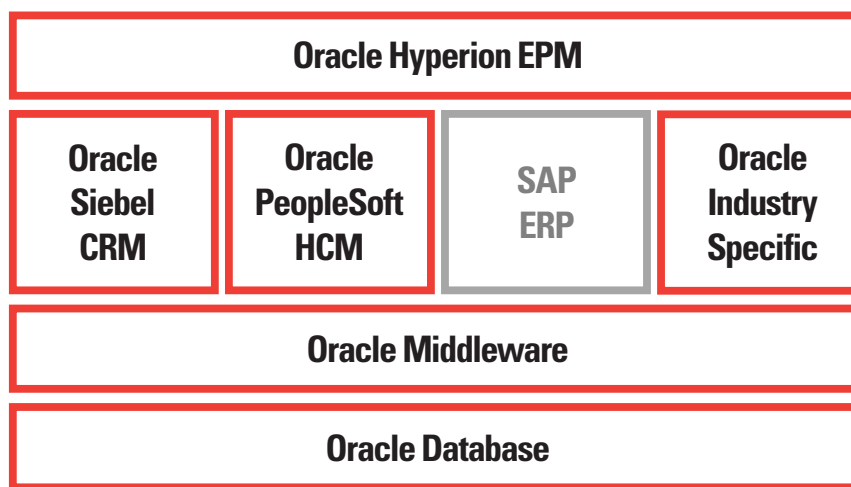 Oracle Hyperion EPM
Oracle
Siebel
CRM
Oracle
PeopleSoft
HCM
SAP
ERP
Oracle
Industry
Specific
Oracle Middleware
Oracle Database